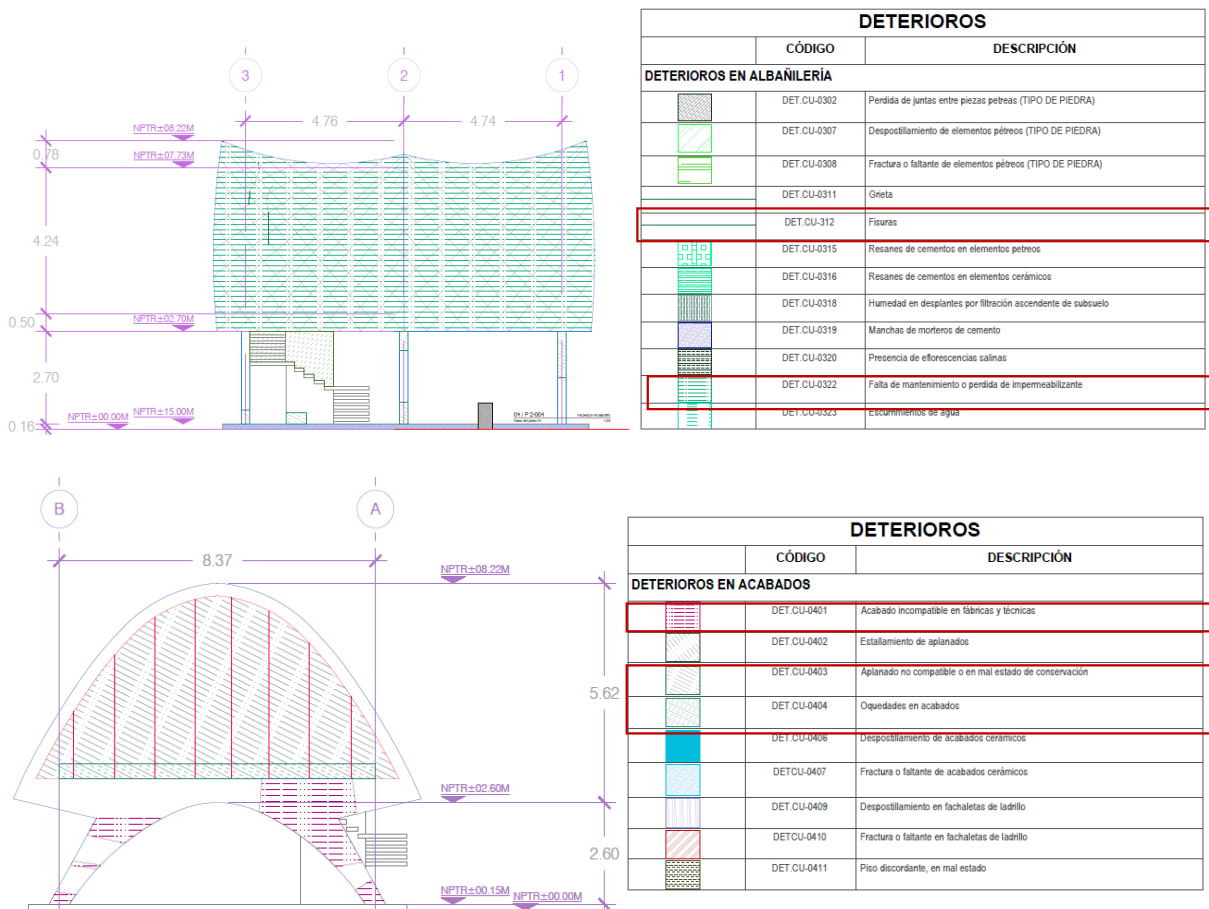 3
2
1
4.76
4.74
NPTR±08.22M
0.78
NPTR±07.73M
4.24
0.50
NPTR±02.70M
2.70
NPTR±00.00M
NPTR±15.00M
0.16
DETERIOROS
CÓDIGO
DESCRIPCIÓN
DETERIOROS EN ALBAÑILERÍA
DET.CU-0302 Perdida de juntas entre piezas petreas (TIPO DE PIEDRA)
DET.CU-0307 Despostillamiento de elementos pétreos (TIPO DE PIEDRA)
DET.CU-0308 Fractura o faltante de elementos pétreos (TIPO DE PIEDRA)
DET.CU-0311 Grieta
DET.CU-312 Fisuras
DET.CU-0315 Resanes de cementos en elementos petreos
DET.CU-0316 Resanes de cementos en elementos cerámicos
DET.CU-0318 Humedad en desplantes por filtración ascendente de subsuelo
DET.CU-0319 Manchas de morteros de cemento
DET.CU-0320 Presencia de eflorescencias salinas
DET.CU-0322 Falta de mantenimiento o perdida de impermeabilizante
DET.CU-0323 Escurrimientos de agua
B
A
8.37
NPTR±08.22M
5.62
NPTR±02.60M
2.60
NPTR±00.15M
NPTR±00.00M
DETERIOROS
CÓDIGO
DESCRIPCIÓN
DETERIOROS EN ACABADOS
DET.CU-0401 Acabado incompatible en fábricas y técnicas
DET.CU-0402 Estallamiento de aplanados
DET.CU-0403 Aplanado no compatible o en mal estado de conservación
DET.CU-0404 Oquedades en acabados
DET.CU-0406 Despostillamiento de acabados cerámicos
DETCU-0407 Fractura o faltante de acabados cerámicos
DET.CU-0409 Despostillamiento en fachaletas de ladrillo
DETCU-0410 Fractura o faltante en fachaletas de ladrillo
DET.CU-0411 Piso discordante, en mal estado